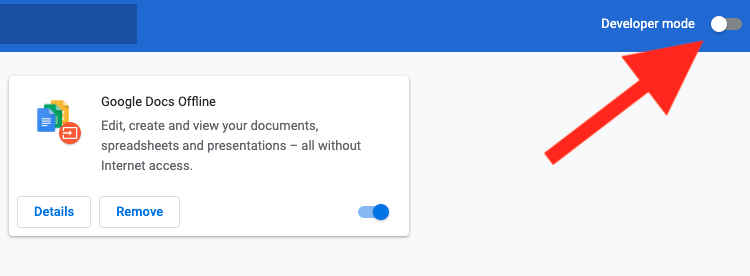 Developer mode
Google Docs Offline
Edit, create and view your documents,
spreadsheets and presentations – all without
Internet access.
Details
Remove